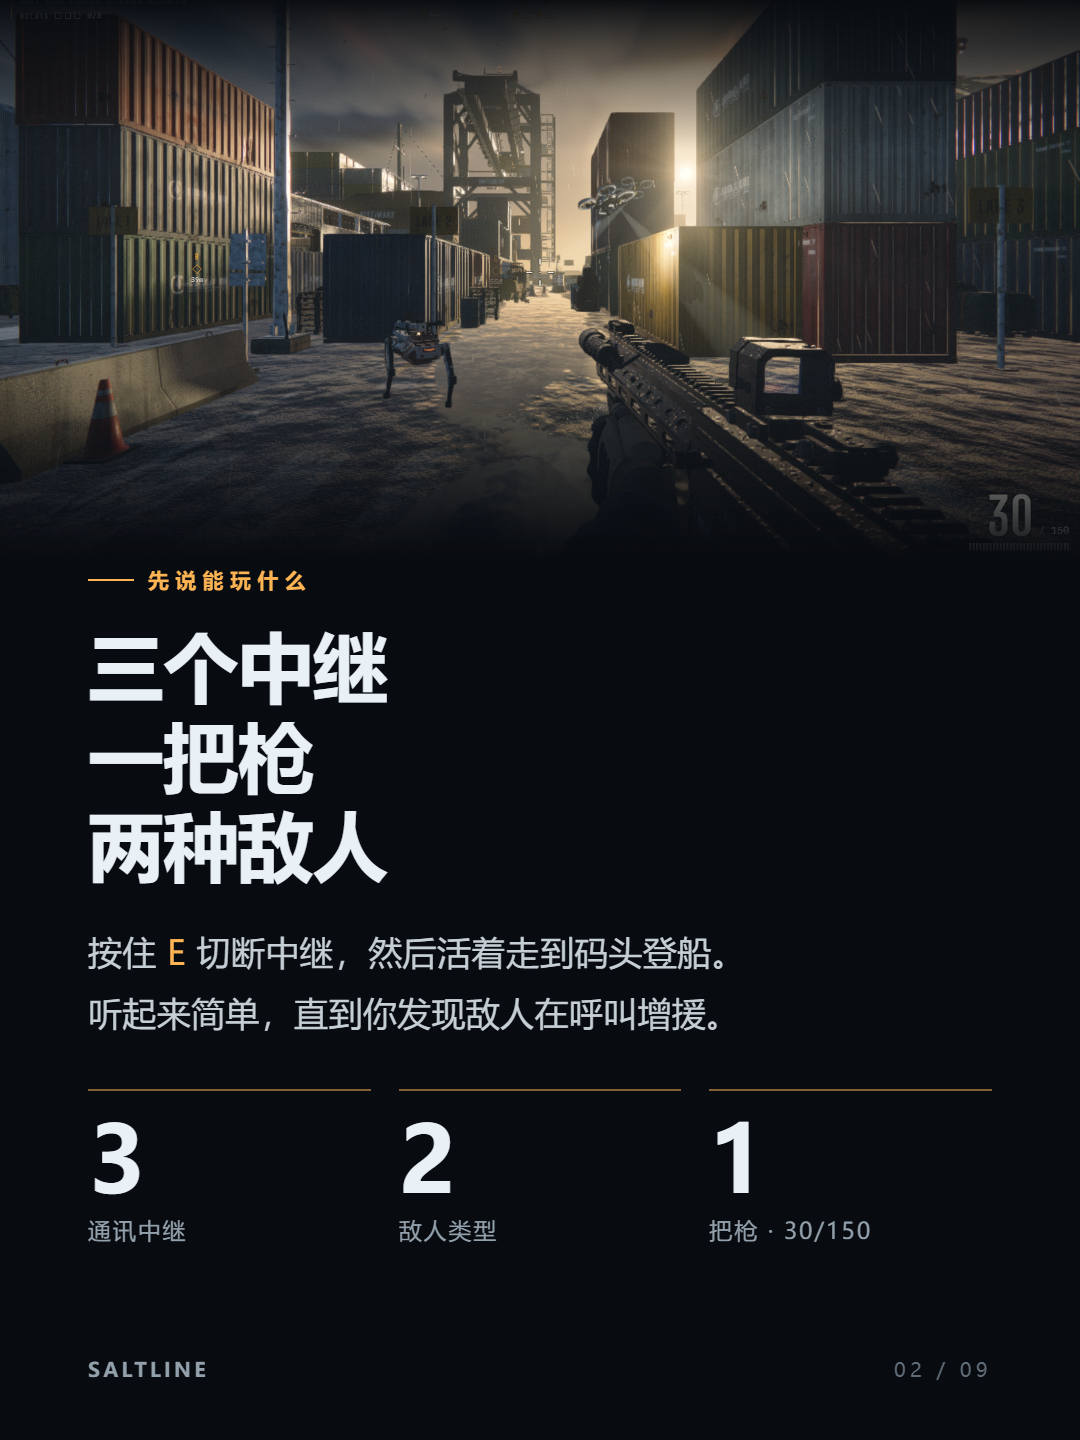 30 / 150
先说能玩什么
三个中继
一把枪
两种敌人
按住 E 切断中继，然后活着走到码头登船。
听起来简单，直到你发现敌人在呼叫增援。
3
通讯中继
2
敌人类型
1
把枪 · 30/150
SALTLINE
02 / 09